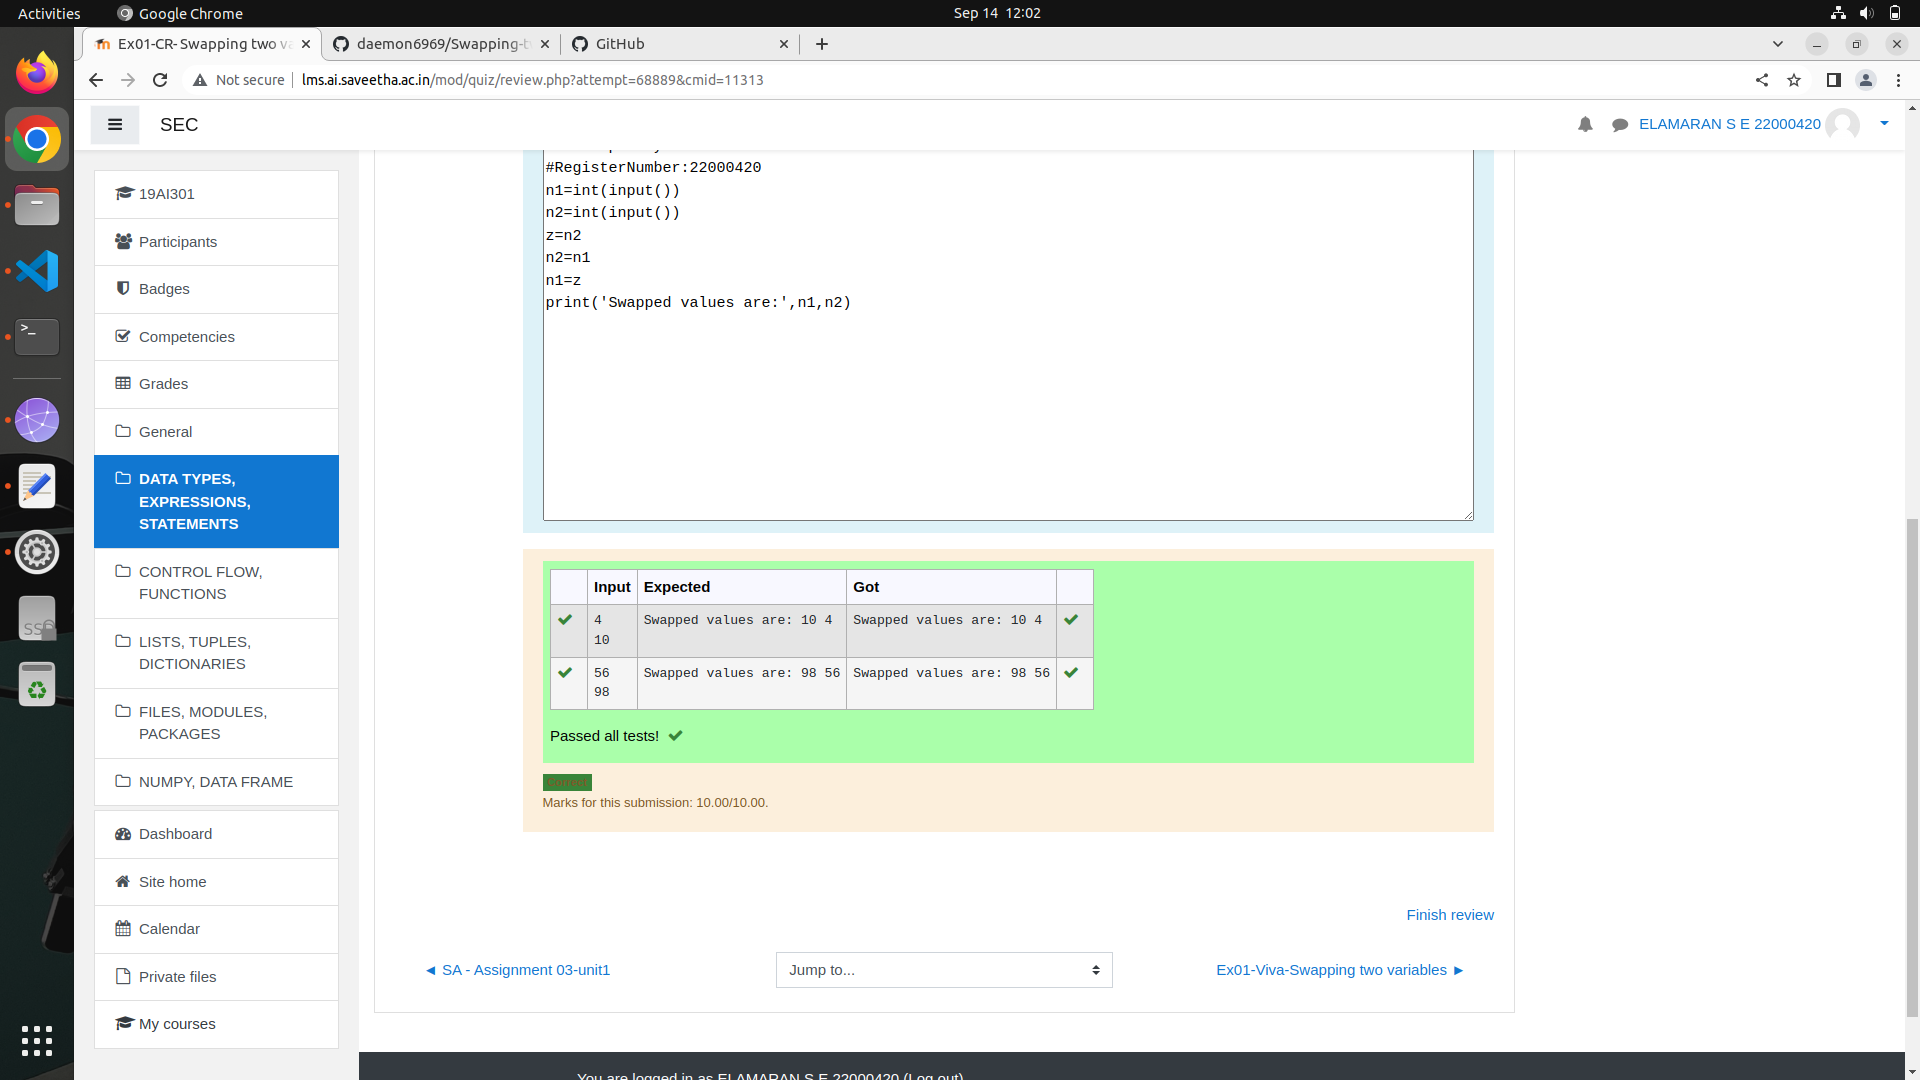 Activities
Google Chrome
Sep 14 12:02
Ex01-CR- Swapping two va
daemon6969/Swapping-t
GitHub
Not secure
lms.ai.saveetha.ac.in/mod/quiz/review.php?attempt=68889&cmid=11313
SEC
ELAMARAN S E 22000420
19AI301
Participants
Badges
Competencies
Grades
General
DATA TYPES,
EXPRESSIONS,
STATEMENTS
CONTROL FLOW,
FUNCTIONS
LISTS, TUPLES,
DICTIONARIES
FILES, MODULES,
PACKAGES
NUMPY, DATA FRAME
Dashboard
Site home
Calendar
Private files
My courses
#RegisterNumber:22000420
n1=int(input())
n2=int(input())
z=n2
n2=n1
n1=z
print('Swapped values are:',n1,n2)
Input Expected Got
4 Swapped values are: 10 4 Swapped values are: 10 4
10
56 Swapped values are: 98 56 Swapped values are: 98 56
98
Passed all tests!
Correct
Marks for this submission: 10.00/10.00.
Finish review
◄ SA - Assignment 03-unit1
Jump to...
Ex01-Viva-Swapping two variables ►
You are logged in as ELAMARAN S E 22000420 (Log out)